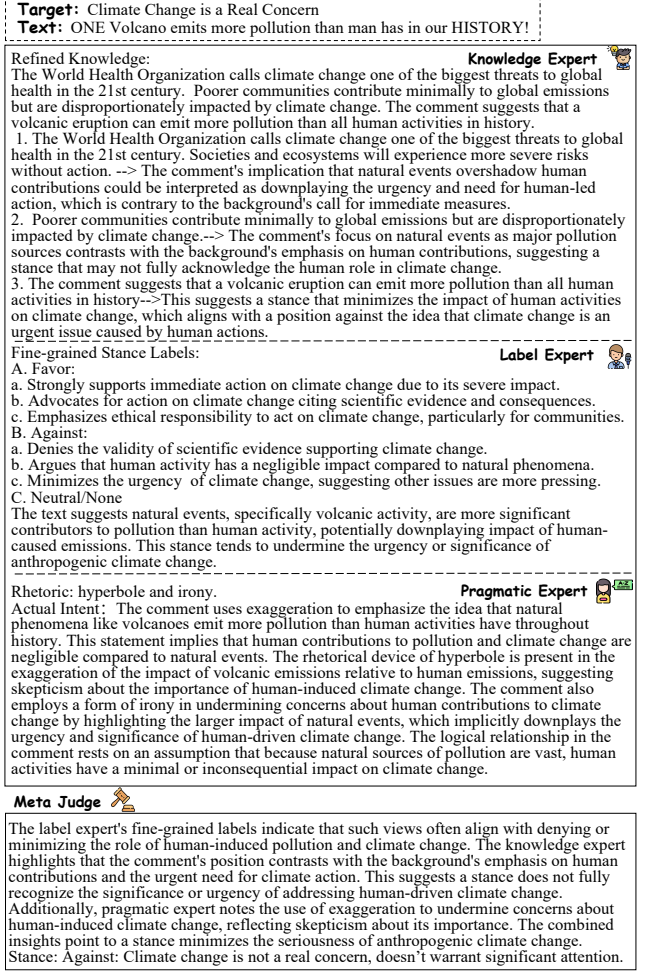 Target: Climate Change is a Real Concern
Text: ONE Volcano emits more pollution than man has in our HISTORY!
Refined Knowledge:
Knowledge Expert
The World Health Organization calls climate change one of the biggest threats to global
health in the 21st century. Poorer communities contribute minimally to global emissions
but are disproportionately impacted by climate change. The comment suggests that a
volcanic eruption can emit more pollution than all human activities in history.
1. The World Health Organization calls climate change one of the biggest threats to global
health in the 21st century. Societies and ecosystems will experience more severe risks
without action. --> The comment's implication that natural events overshadow human
contributions could be interpreted as downplaying the urgency and need for human-led
action, which is contrary to the background's call for immediate measures.
2. Poorer communities contribute minimally to global emissions but are disproportionately
impacted by climate change.--> The comment's focus on natural events as major pollution
sources contrasts with the background's emphasis on human contributions, suggesting a
stance that may not fully acknowledge the human role in climate change.
3. The comment suggests that a volcanic eruption can emit more pollution than all human
activities in history-->This suggests a stance that minimizes the impact of human activities
on climate change, which aligns with a position against the idea that climate change is an
urgent issue caused by human actions.
Fine-grained Stance Labels:
Label Expert
A. Favor:
a. Strongly supports immediate action on climate change due to its severe impact.
b. Advocates for action on climate change citing scientific evidence and consequences.
c. Emphasizes ethical responsibility to act on climate change, particularly for communities.
B. Against:
a. Denies the validity of scientific evidence supporting climate change.
b. Argues that human activity has a negligible impact compared to natural phenomena.
c. Minimizes the urgency of climate change, suggesting other issues are more pressing.
C. Neutral/None
The text suggests natural events, specifically volcanic activity, are more significant
contributors to pollution than human activity, potentially downplaying impact of human-
caused emissions. This stance tends to undermine the urgency or significance of
anthropogenic climate change.
Rhetoric: hyperbole and irony.
Pragmatic Expert
A-Z
Actual Intent: The comment uses exaggeration to emphasize the idea that natural
phenomena like volcanoes emit more pollution than human activities have throughout
history. This statement implies that human contributions to pollution and climate change are
negligible compared to natural events. The rhetorical device of hyperbole is present in the
exaggeration of the impact of volcanic emissions relative to human emissions, suggesting
skepticism about the importance of human-induced climate change. The comment also
employs a form of irony in undermining concerns about human contributions to climate
change by highlighting the larger impact of natural events, which implicitly downplays the
urgency and significance of human-driven climate change. The logical relationship in the
comment rests on an assumption that because natural sources of pollution are vast, human
activities have a minimal or inconsequential impact on climate change.
Meta Judge
The label expert's fine-grained labels indicate that such views often align with denying or
minimizing the role of human-induced pollution and climate change. The knowledge expert
highlights that the comment's position contrasts with the background's emphasis on human
contributions and the urgent need for climate action. This suggests a stance does not fully
recognize the significance or urgency of addressing human-driven climate change.
Additionally, pragmatic expert notes the use of exaggeration to undermine concerns about
human-induced climate change, reflecting skepticism about its importance. The combined
insights point to a stance minimizes the seriousness of anthropogenic climate change.
Stance: Against: Climate change is not a real concern, doesn't warrant significant attention.